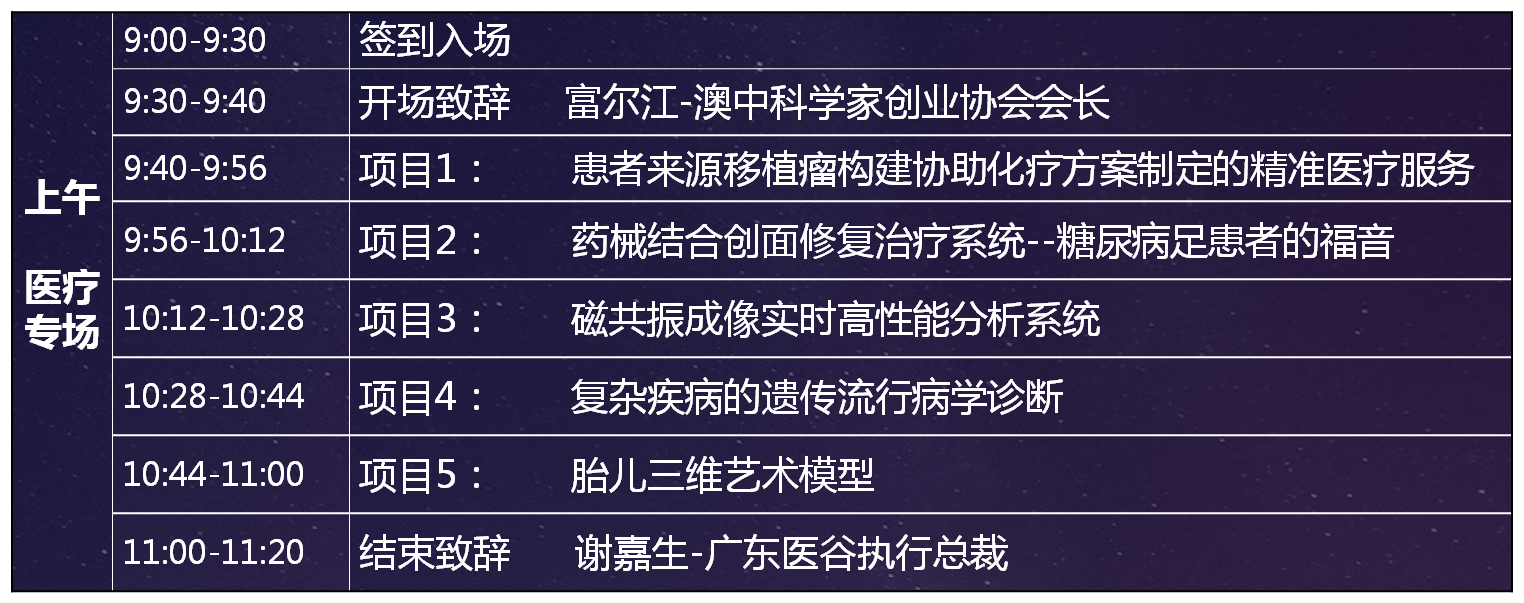 上午
医疗
专场
9:00-9:30 签到入场
9:30-9:40 开场致辞 富尔江-澳中科学家创业协会会长
9:40-9:56 项目1： 患者来源移植瘤构建协助化疗方案制定的精准医疗服务
9:56-10:12 项目2： 药械结合创面修复治疗系统--糖尿病足患者的福音
10:12-10:28 项目3： 磁共振成像实时高性能分析系统
10:28-10:44 项目4： 复杂疾病的遗传流行病学诊断
10:44-11:00 项目5： 胎儿三维艺术模型
11:00-11:20 结束致辞 谢嘉生-广东医谷执行总裁